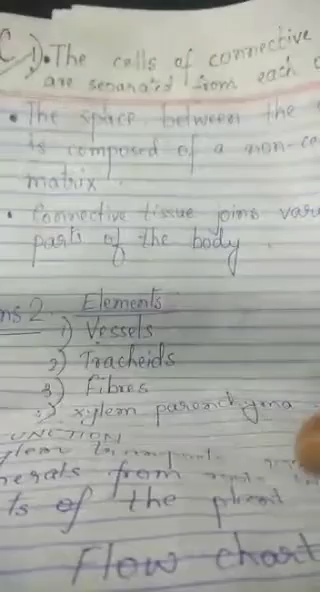 C 1). The cells of connective
are separated from each
• The space between the
is composed of a non-ce
matrix.
• Connective tissue joins var
parts of the body.
ns 2. Elements
1) Vessels
2) Tracheids
3) Fibres
xylem parenchyma
UNCTION
ylem
nerals from
ts of the plant
Flow chart